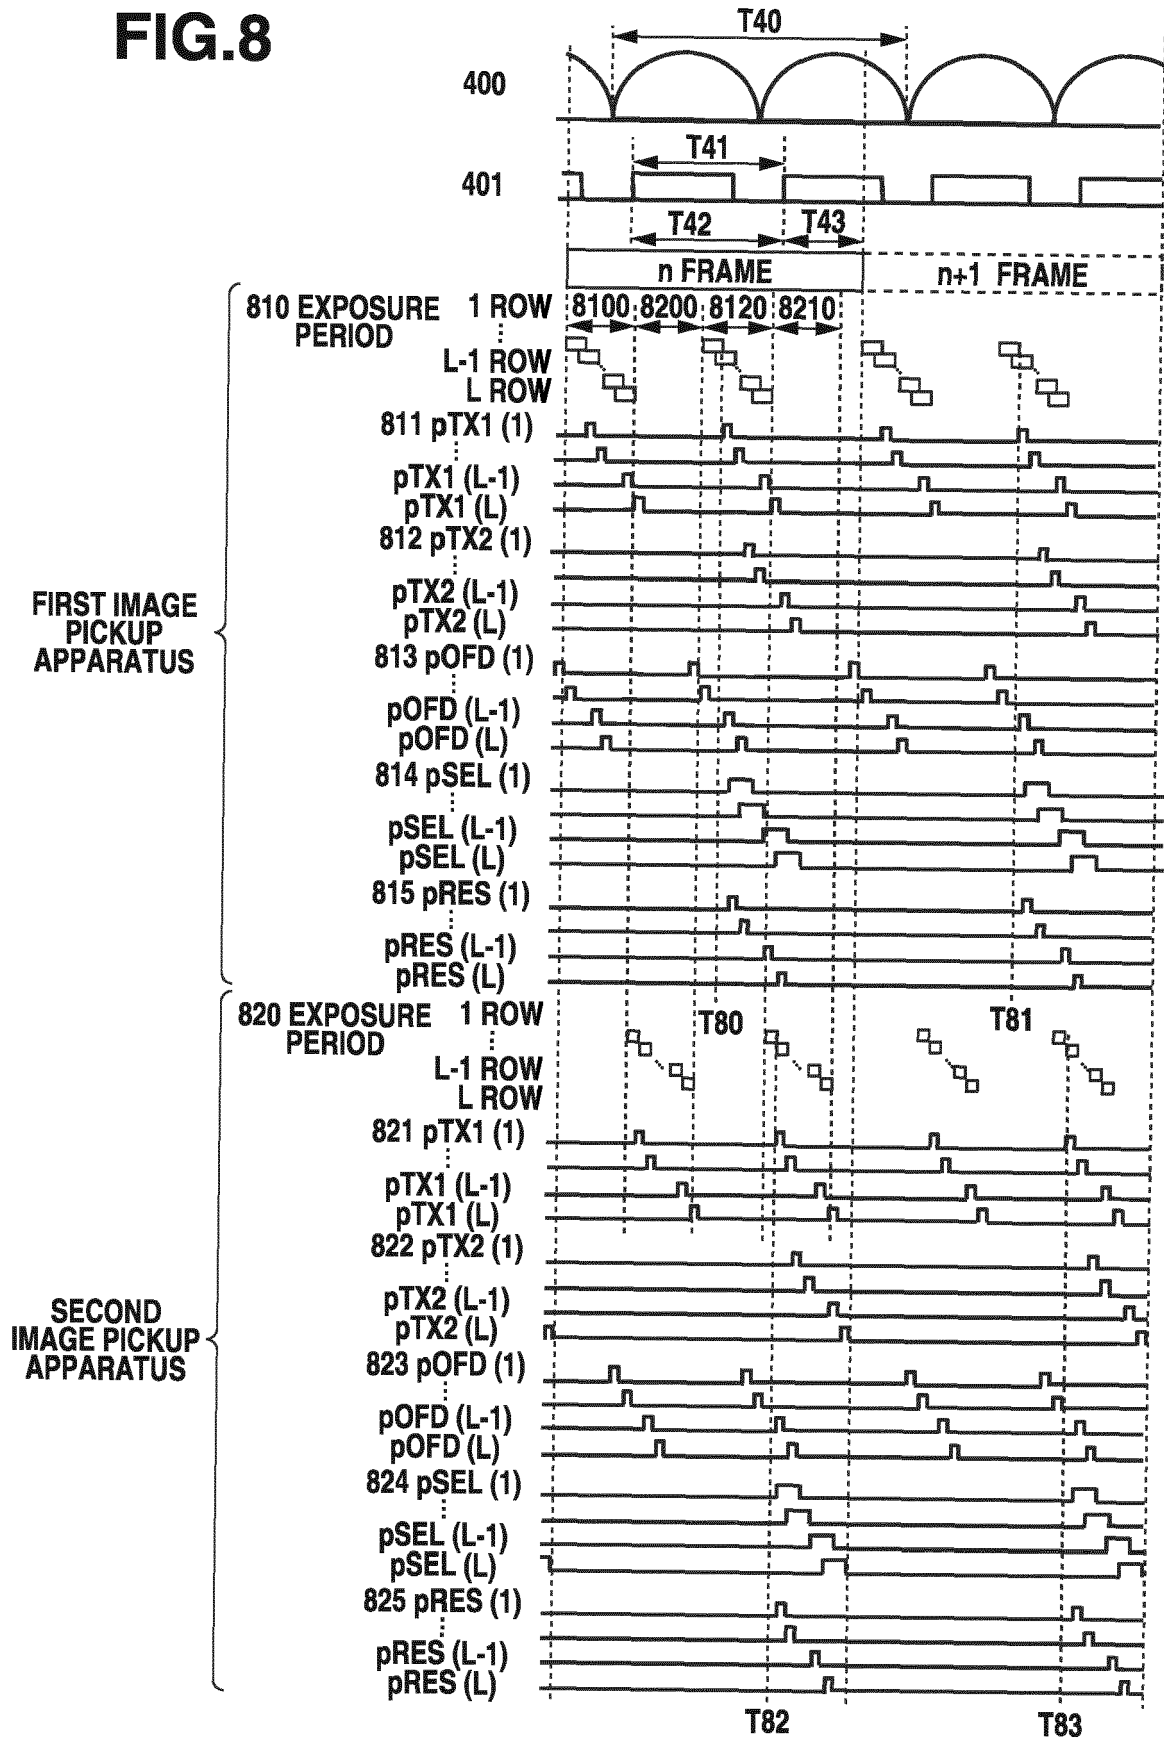 FIG.8
T40
400
T41
401
T42 T43
n FRAME n+1 FRAME
810 EXPOSURE PERIOD 1 ROW 8100 8200 8120 8210
L-1 ROW
L ROW
811 pTX1 (1)
pTX1 (L-1)
pTX1 (L)
812 pTX2 (1)
pTX2 (L-1)
pTX2 (L)
FIRST IMAGE
PICKUP
APPARATUS
813 pOFD (1)
pOFD (L-1)
pOFD (L)
814 pSEL (1)
pSEL (L-1)
pSEL (L)
815 pRES (1)
pRES (L-1)
pRES (L)
820 EXPOSURE PERIOD 1 ROW T80 T81
L-1 ROW
L ROW
821 pTX1 (1)
pTX1 (L-1)
pTX1 (L)
822 pTX2 (1)
pTX2 (L-1)
pTX2 (L)
SECOND
IMAGE PICKUP
APPARATUS
823 pOFD (1)
pOFD (L-1)
pOFD (L)
824 pSEL (1)
pSEL (L-1)
pSEL (L)
825 pRES (1)
pRES (L-1)
pRES (L)
T82 T83